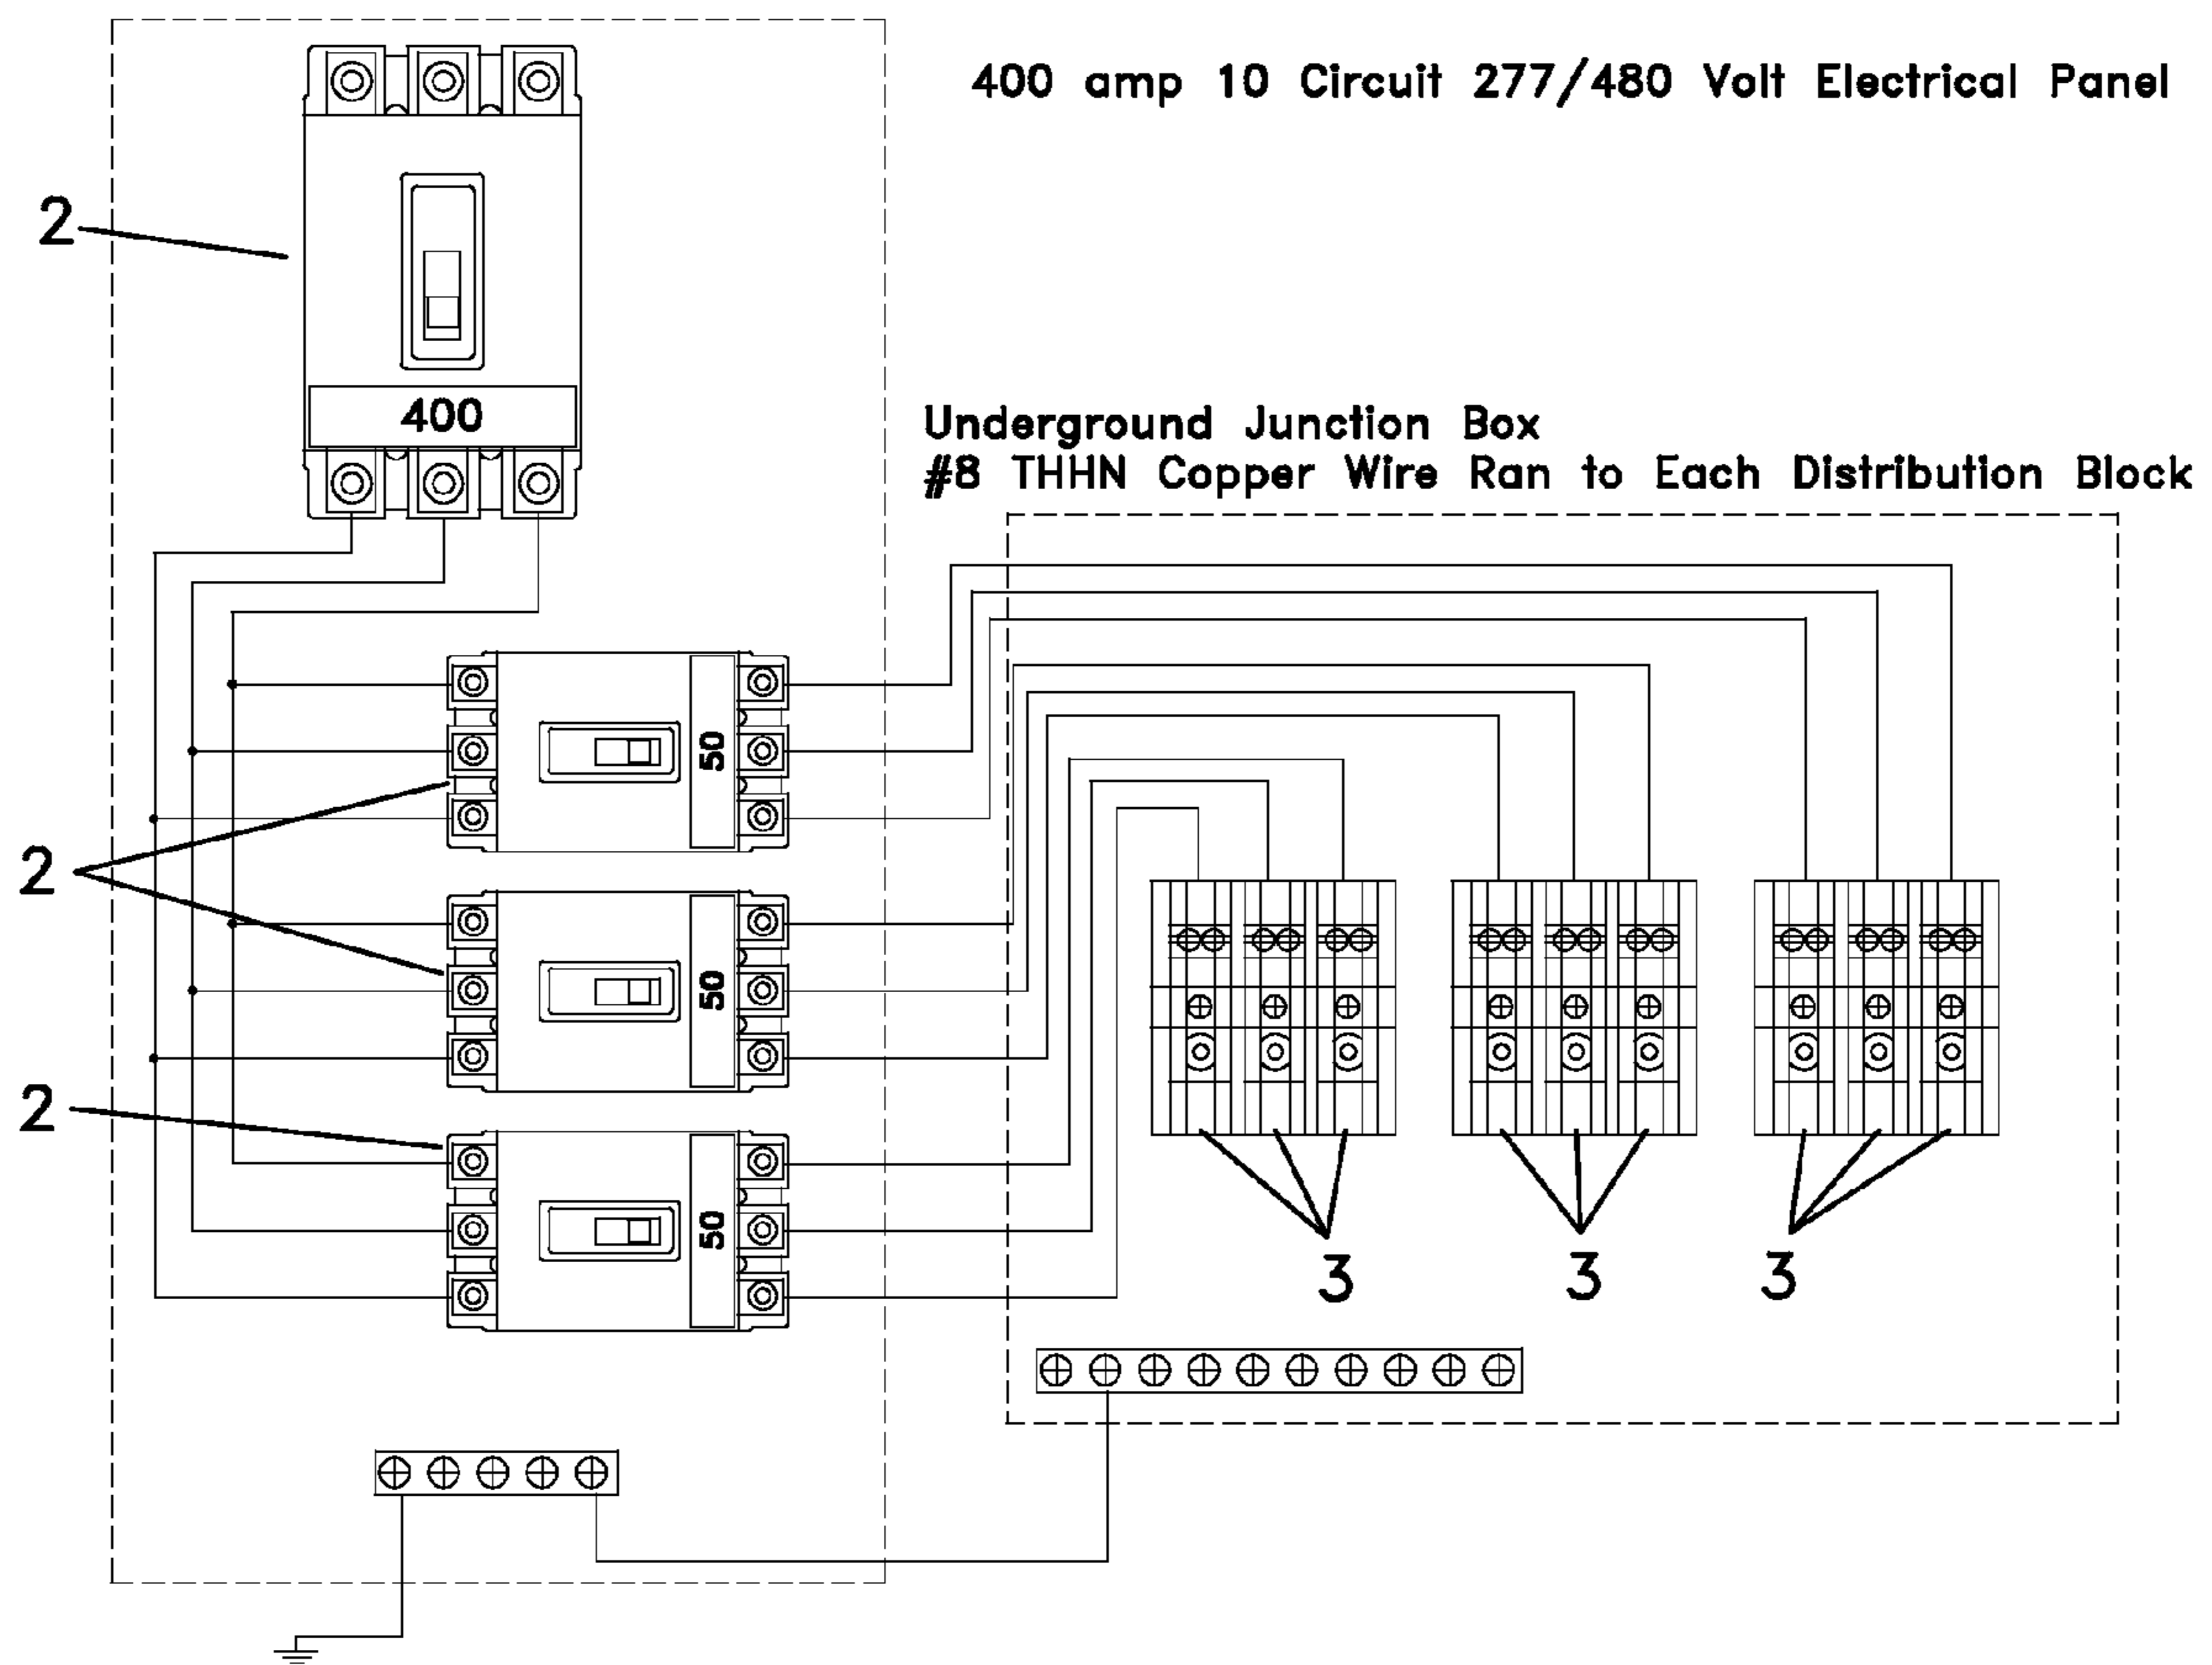 400 amp 10 Circuit 277/480 Volt Electrical Panel
2
400
Underground Junction Box
#8 THHN Copper Wire Ran to Each Distribution Block
50
2
50
2
50
3 3 3